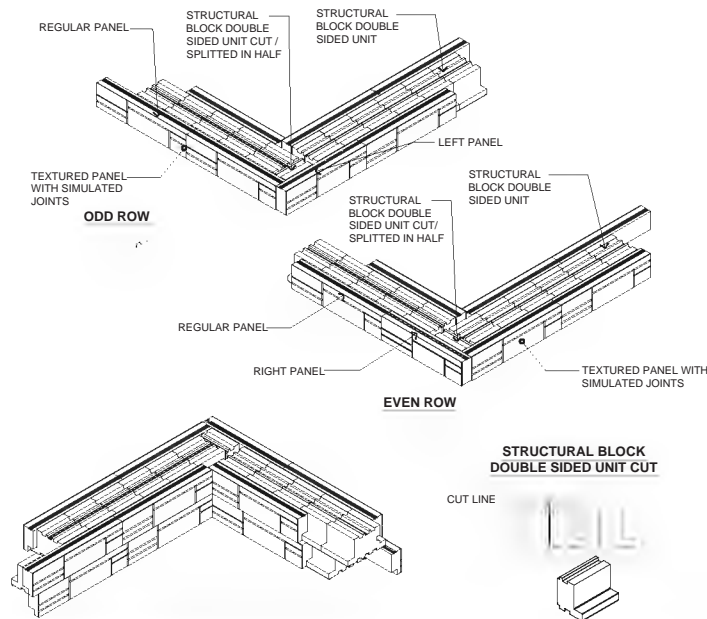 REGULAR PANEL
STRUCTURAL
BLOCK DOUBLE
SIDED UNIT CUT /
SPLITTED IN HALF
STRUCTURAL
BLOCK DOUBLE
SIDED UNIT
LEFT PANEL
TEXTURED PANEL
WITH SIMULATED
JOINTS
ODD ROW
STRUCTURAL
BLOCK DOUBLE
SIDED UNIT CUT/
SPLITTED IN HALF
STRUCTURAL
BLOCK DOUBLE
SIDED UNIT
REGULAR PANEL
RIGHT PANEL
TEXTURED PANEL WITH
SIMULATED JOINTS
EVEN ROW
STRUCTURAL BLOCK
DOUBLE SIDED UNIT CUT
CUT LINE